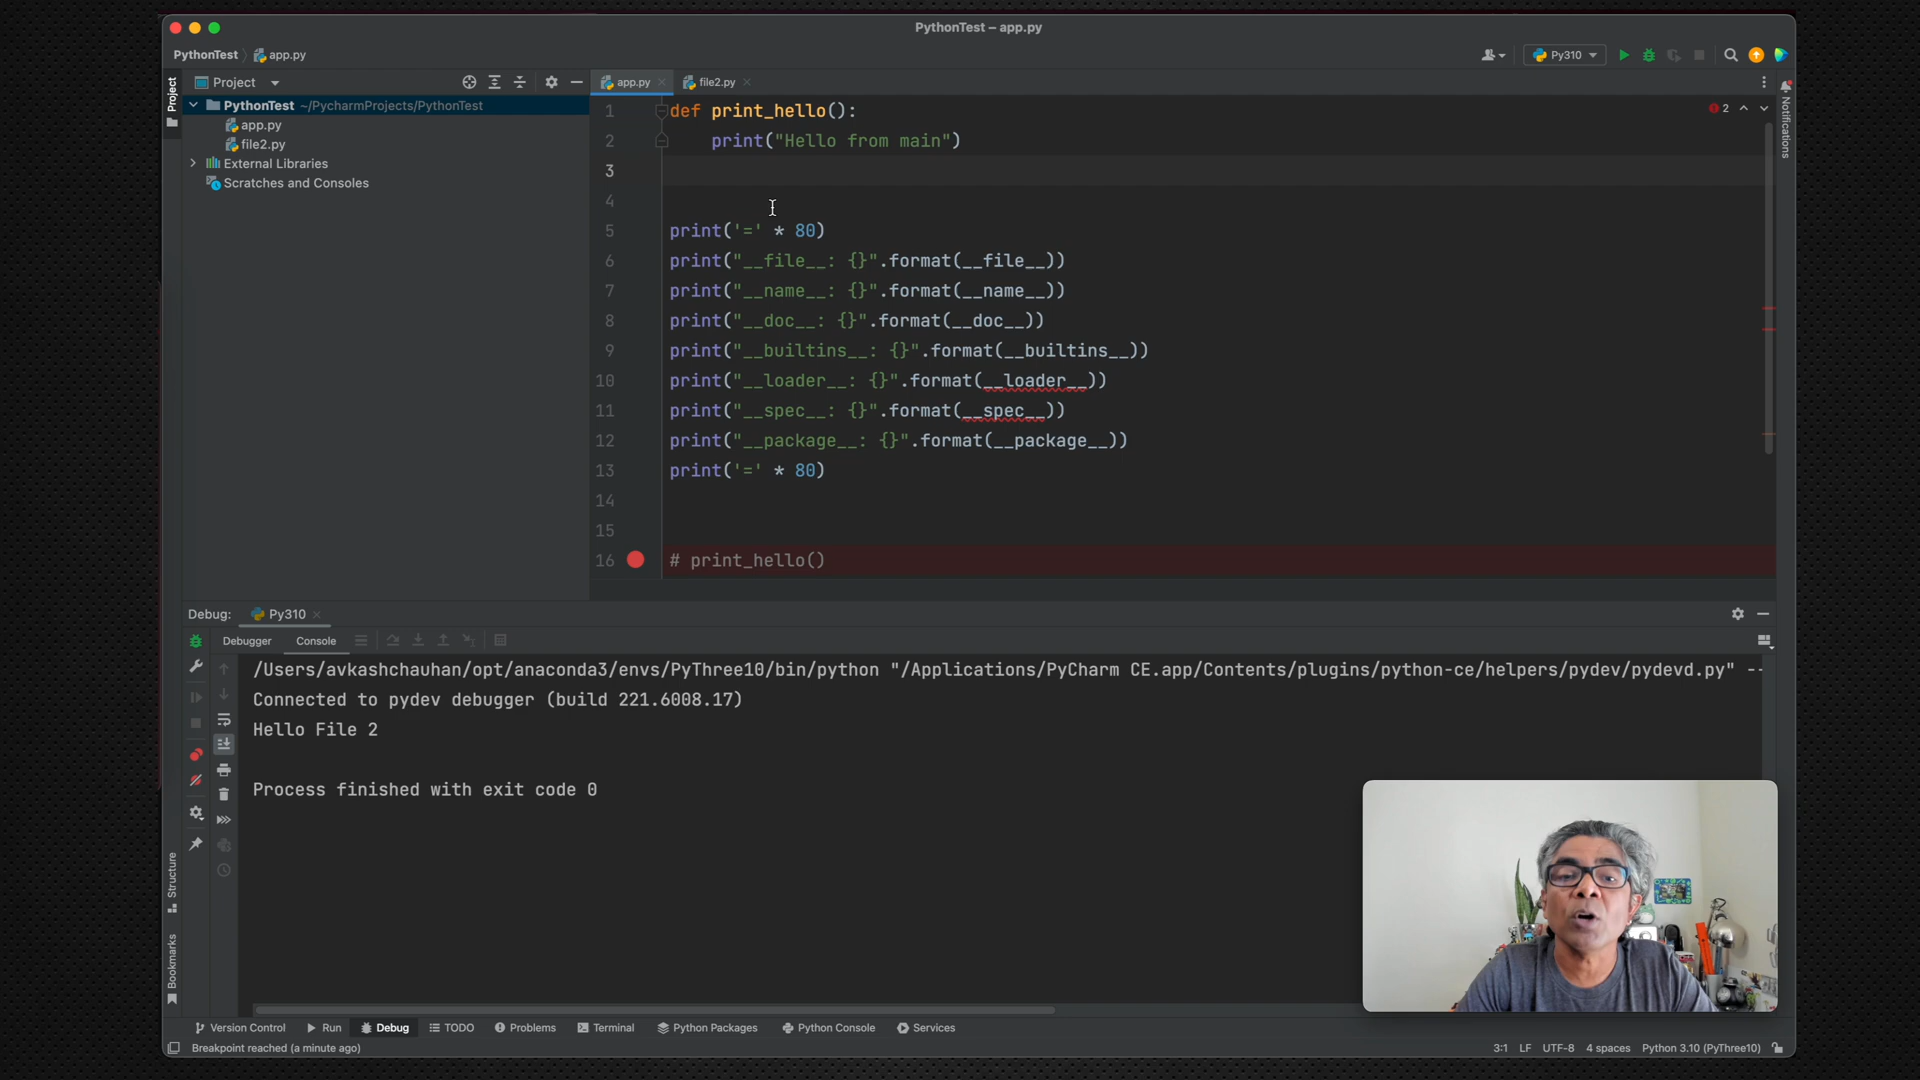 PythonTest – app.py
PythonTest
app.py
Py310
Project
Project
app.py
file2.py
PythonTest ~/PycharmProjects/PythonTest
app.py
file2.py
External Libraries
Scratches and Consoles
Notifications
2
1 def print_hello():
2 print("Hello from main")
3
4
5 print('=' * 80)
6 print("__file__: {}".format(__file__))
7 print("__name__: {}".format(__name__))
8 print("__doc__: {}".format(__doc__))
9 print("__builtins__: {}".format(__builtins__))
10 print("__loader__: {}".format(__loader__))
11 print("__spec__: {}".format(__spec__))
12 print("__package__: {}".format(__package__))
13 print('=' * 80)
14
15
16 # print_hello()
Debug: Py310
Debugger Console
/Users/avkashchauhan/opt/anaconda3/envs/PyThree10/bin/python "/Applications/PyCharm CE.app/Contents/plugins/python-ce/helpers/pydev/pydevd.py" --
Connected to pydev debugger (build 221.6008.17)
Hello File 2
Process finished with exit code 0
Structure
Bookmarks
Version Control Run Debug TODO Problems Terminal Python Packages Python Console Services
Breakpoint reached (a minute ago) 3:1 LF UTF-8 4 spaces Python 3.10 (PyThree10)